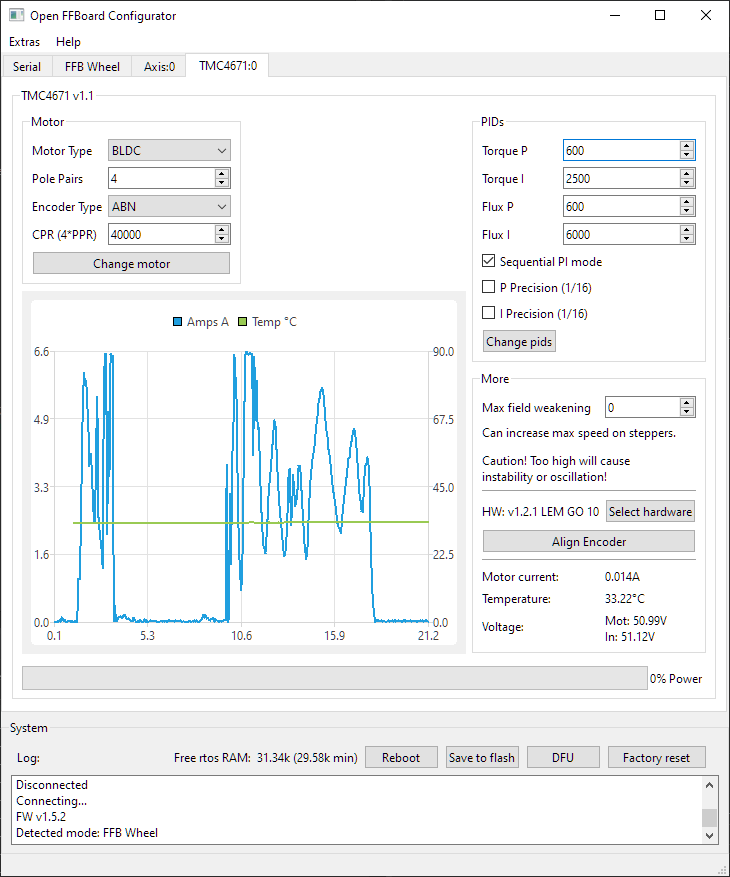 Open FFBoard Configurator
Extras Help
Serial FFB Wheel Axis:0 TMC4671:0
TMC4671 v1.1
Motor
Motor Type BLDC
Pole Pairs 4
Encoder Type ABN
CPR (4*PPR) 40000
Change motor
PIDs
Torque P 600
Torque I 2500
Flux P 600
Flux I 6000
Sequential PI mode
P Precision (1/16)
I Precision (1/16)
Change pids
Amps A Temp °C
6.6 90.0
4.9 67.5
3.3 45.0
1.6 22.5
0.0 0.0
0.1 5.3 10.6 15.9 21.2
More
Max field weakening 0
Can increase max speed on steppers.
Caution! Too high will cause
instability or oscillation!
HW: v1.2.1 LEM GO 10 Select hardware
Align Encoder
Motor current: 0.014A
Temperature: 33.22°C
Voltage: Mot: 50.99V
In: 51.12V
0% Power
System
Log: Free rtos RAM: 31.34k (29.58k min) Reboot Save to flash DFU Factory reset
Disconnected
Connecting...
FW v1.5.2
Detected mode: FFB Wheel